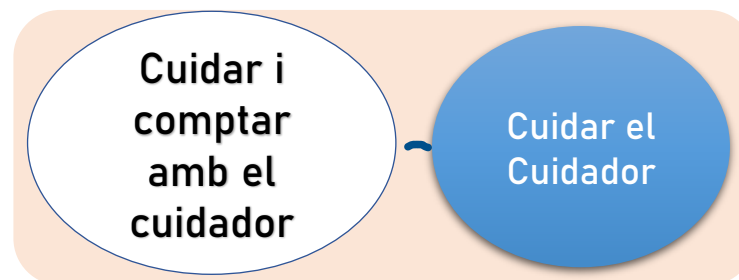 Cuidar i
comptar
amb el
cuidador
Cuidar el
Cuidador